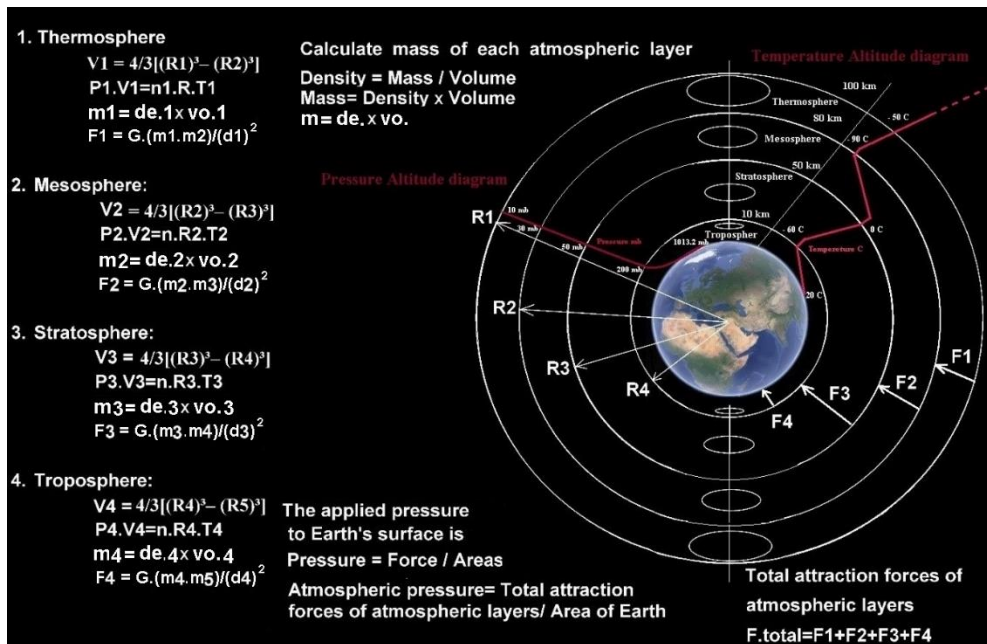 1. Thermosphere
V1 = 4/3[(R1)³– (R2)³]
P1.V1=n1.R.T1
m1= de.1x vo.1
F1 = G.(m1.m2)/(d1)²
2. Mesosphere:
V2 = 4/3[(R2)³– (R3)³]
P2.V2=n.R2.T2
m2= de.2x vo.2
F2 = G.(m2.m3)/(d2)²
3. Stratosphere:
V3 = 4/3[(R3)³– (R4)³]
P3.V3=n.R3.T3
m3= de.3x vo.3
F3 = G.(m3.m4)/(d3)²
4. Troposphere:
V4 = 4/3[(R4)³– (R5)³]
P4.V4=n.R4.T4
m4= de.4x vo.4
F4 = G.(m4.m5)/(d4)²
Calculate mass of each atmospheric layer
Density = Mass / Volume
Mass= Density x Volume
m= de. x vo.
The applied pressure
to Earth's surface is
Pressure = Force / Areas
Atmospheric pressure= Total attraction
forces of atmospheric layers/ Area of Earth
Temperature Altitude diagram
100 km
Thermosphere
80 km
Mesosphere
50 km
Stratosphere
10 km
Tropospher
- 50 C
- 90 C
0 C
- 60 C
Temperature C
20 C
Pressure Altitude diagram
10 mb
30 mb
50 mb
Pressure mb
200 mb
1013.2 mb
R1
R2
R3
R4
F1
F2
F3
F4
Total attraction forces of
atmospheric layers
F.total=F1+F2+F3+F4